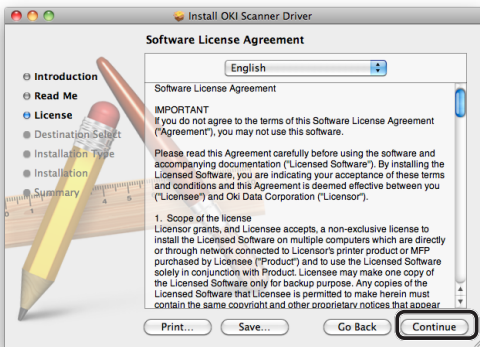 Install OKI Scanner Driver
Software License Agreement
Introduction
Read Me
License
Destination Select
Installation Type
Installation
Summary
English
Software License Agreement
IMPORTANT
If you do not agree to the terms of this Software License Agreement
("Agreement"), you may not use this software.
Please read this Agreement carefully before using the software and
accompanying documentation ("Licensed Software"). By installing the
Licensed Software, you are indicating your acceptance of these terms
and conditions and this Agreement is deemed effective between you
("Licensee") and Oki Data Corporation ("Licensor").
1. Scope of the license
Licensor grants, and Licensee accepts, a non-exclusive license to
install the Licensed Software on multiple computers which are directly
or through network connected to Licensor's printer product or MFP
purchased by Licensee ("Product") and to use the Licensed Software
solely in conjunction with Product. Licensee may make one copy of
the Licensed Software only for backup purpose. Any copies of the
Licensed Software that Licensee is permitted to make herein must
contain the same copyright and other proprietary notices that appear
Print... Save... Go Back Continue